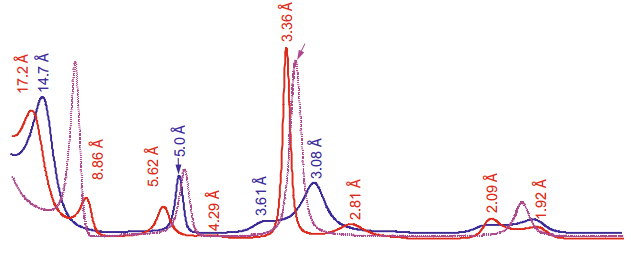 17.2 Å
14.7 Å
8.86 Å
5.62 Å
5.0 Å
4.29 Å
3.61 Å
3.36 Å
3.08 Å
2.81 Å
2.09 Å
1.92 Å